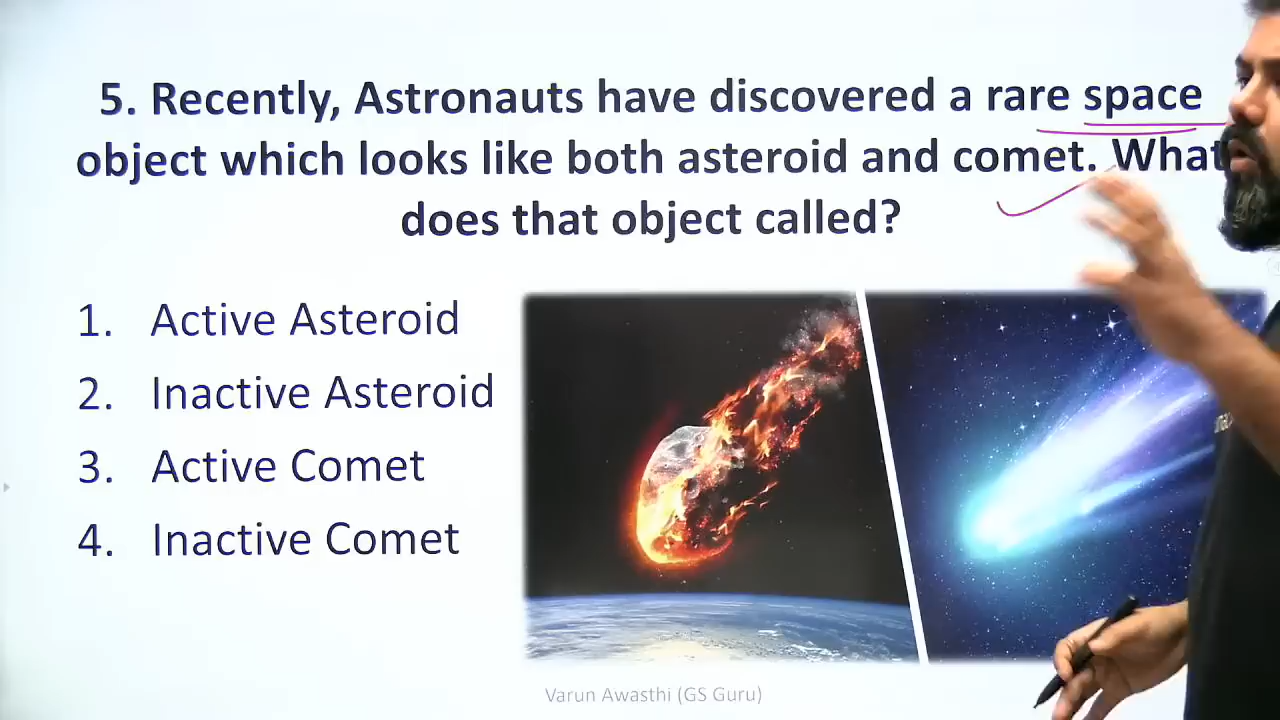 5. Recently, Astronauts have discovered a rare space
object which looks like both asteroid and comet. What
does that object called?
1. Active Asteroid
2. Inactive Asteroid
3. Active Comet
4. Inactive Comet
Varun Awasthi (GS Guru)